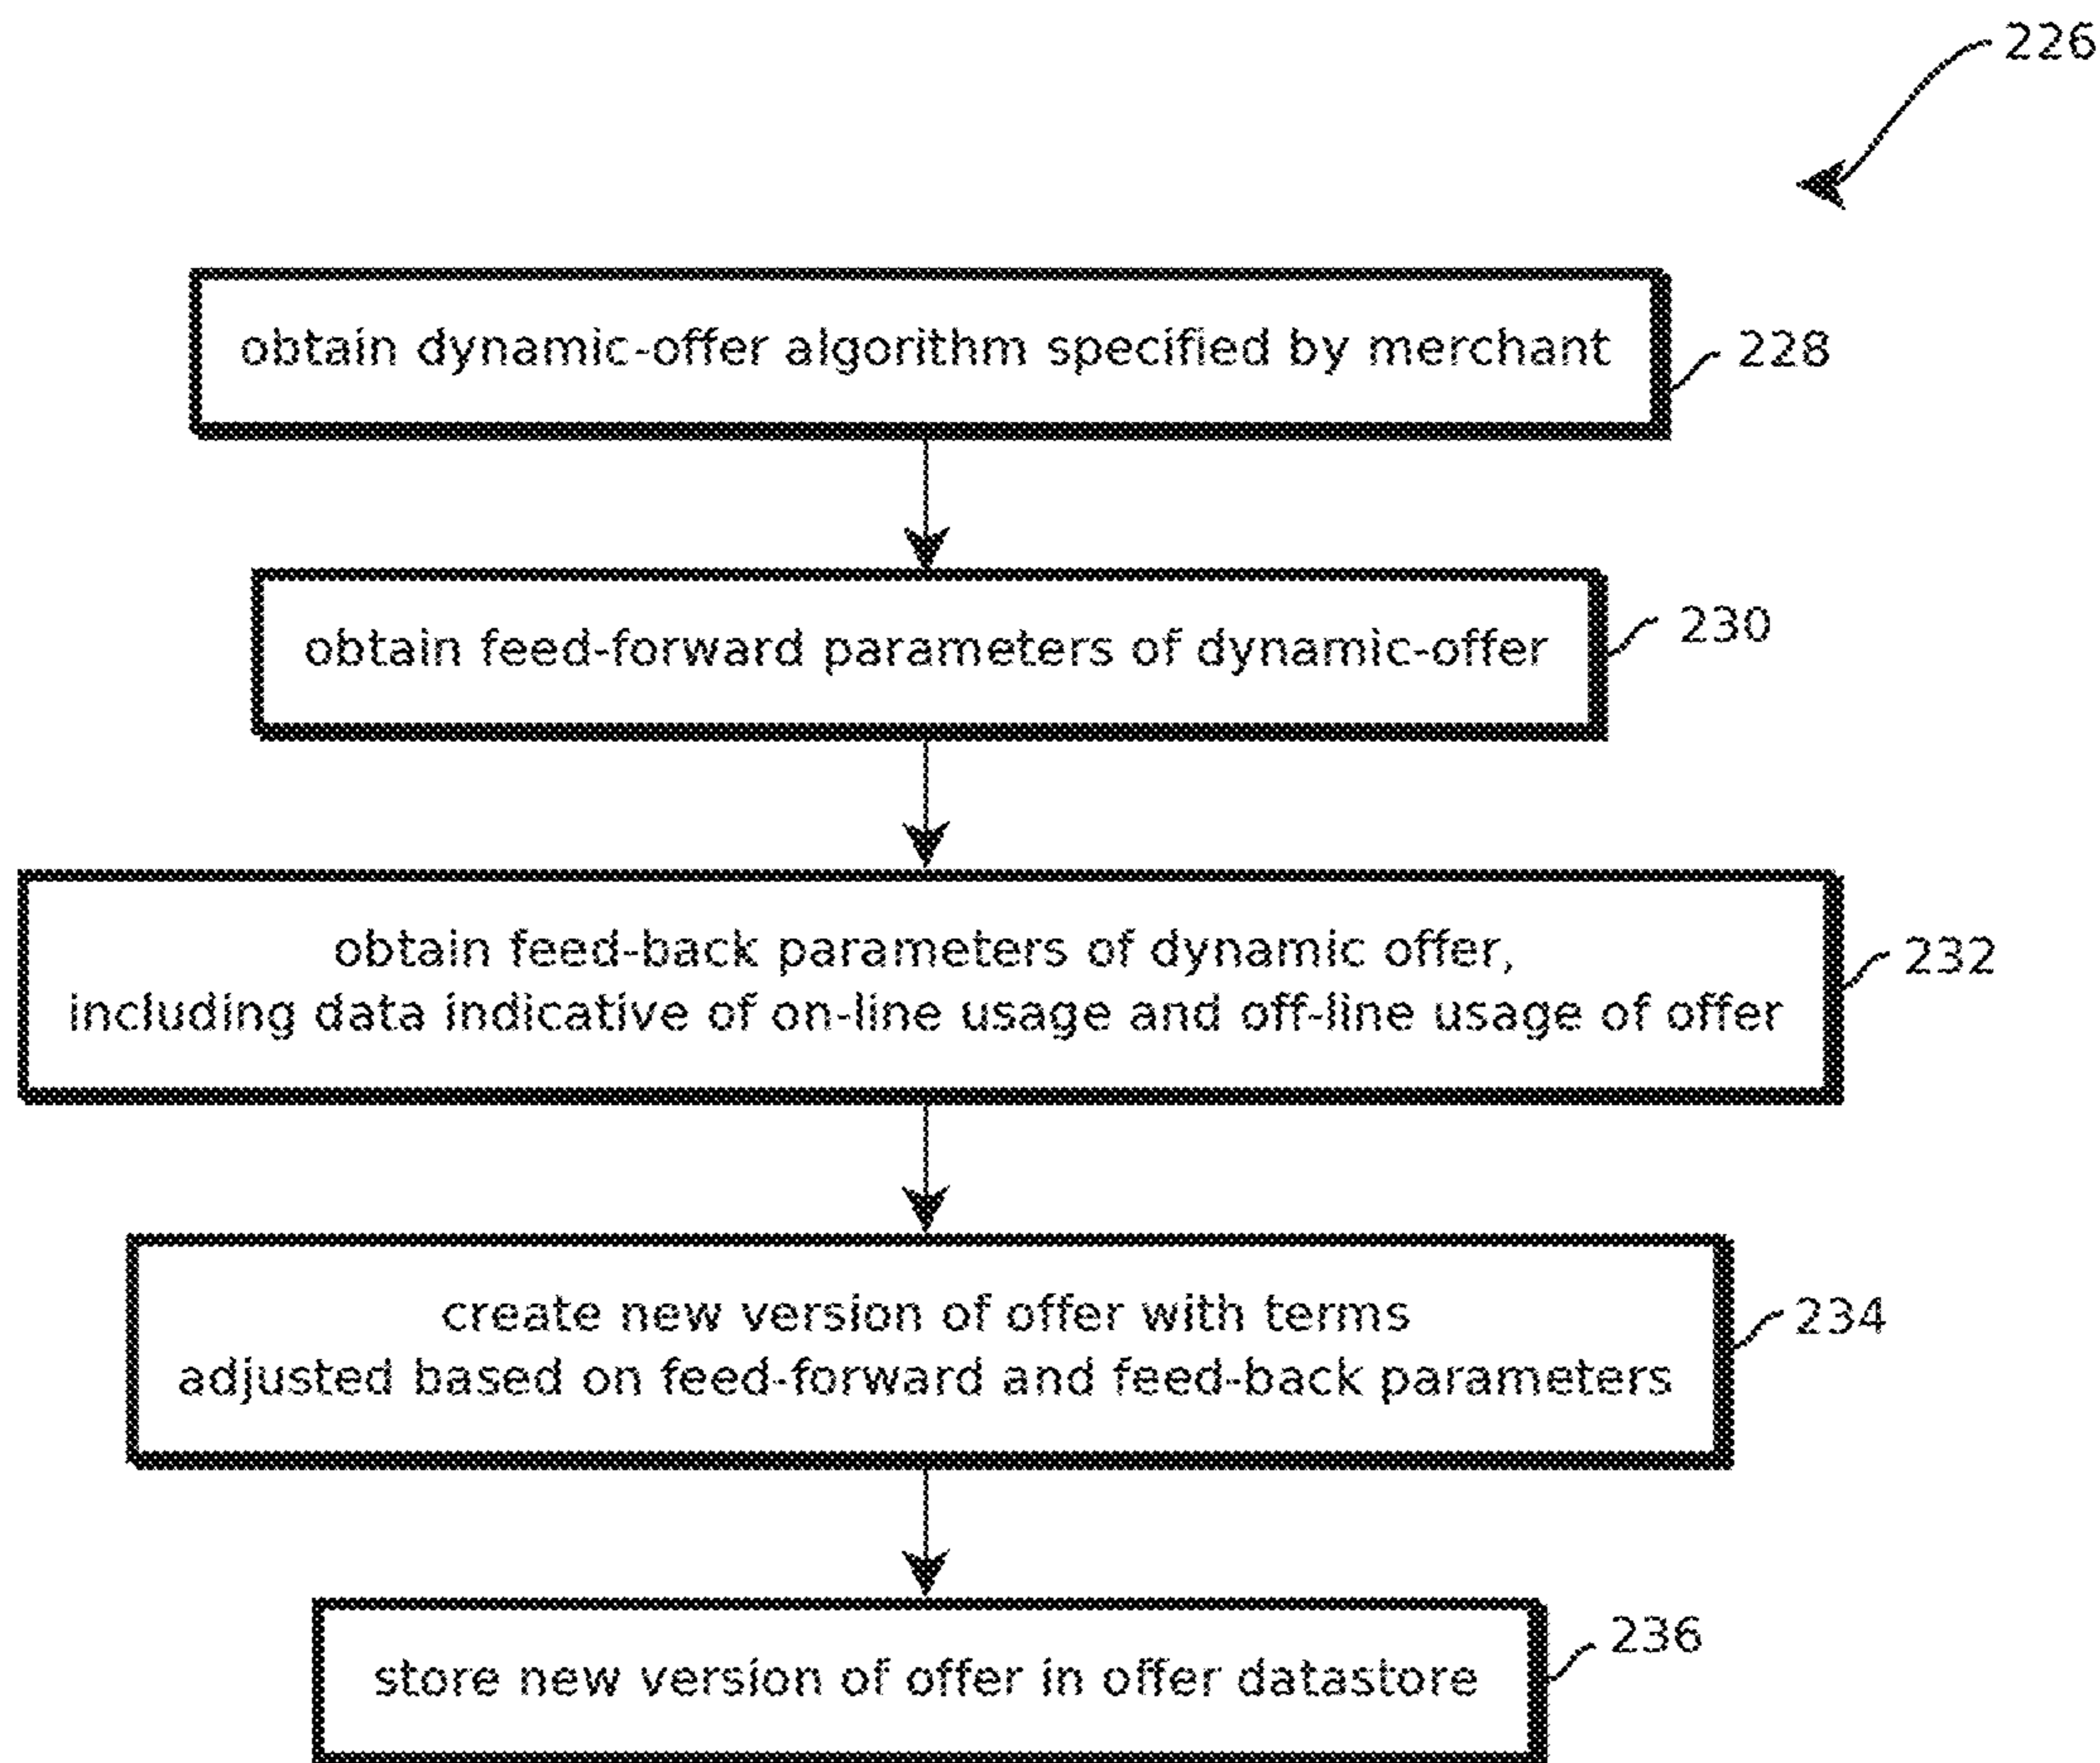 226
obtain dynamic-offer algorithm specified by merchant
228
obtain feed-forward parameters of dynamic-offer
230
obtain feed-back parameters of dynamic offer,
including data indicative of on-line usage and off-line usage of offer
232
create new version of offer with terms
adjusted based on feed-forward and feed-back parameters
234
store new version of offer in offer datastore
236